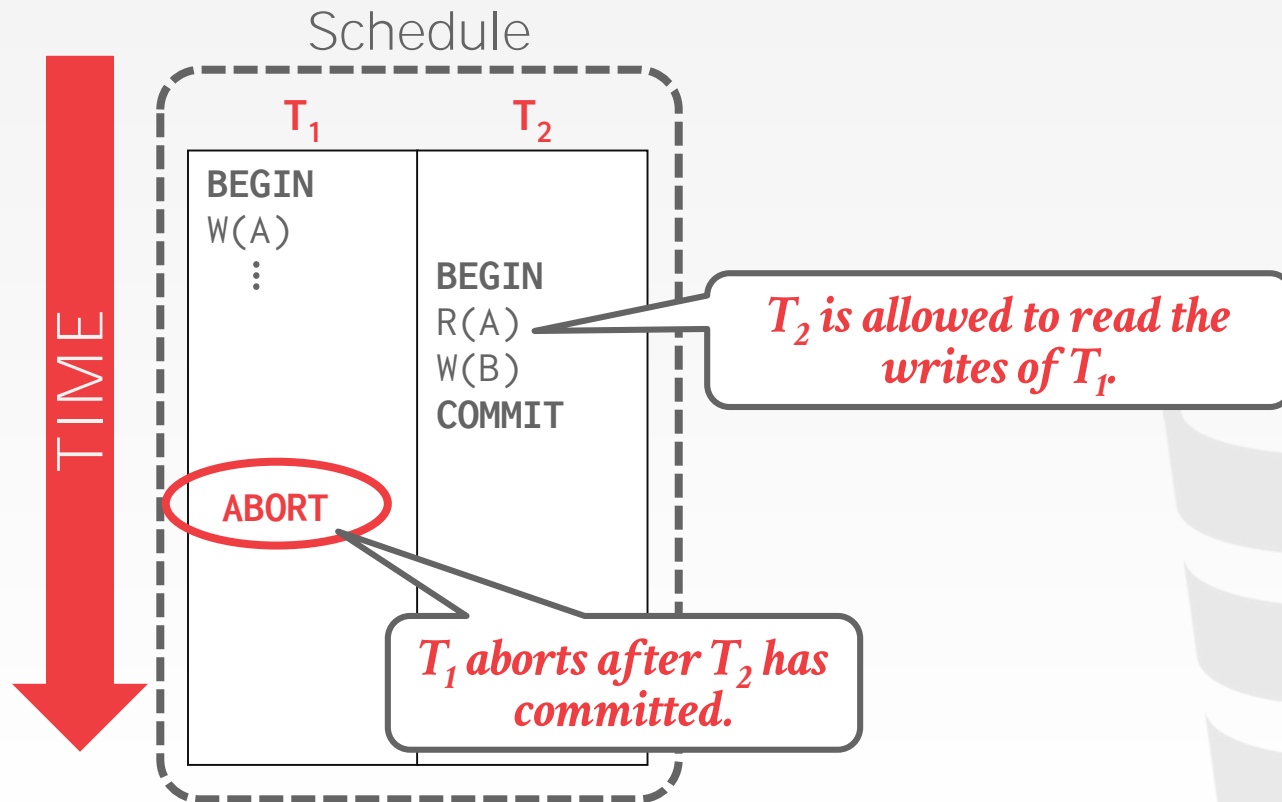 Schedule
TIME
T₁ T₂
BEGIN
W(A)
⋮
BEGIN
R(A)
W(B)
COMMIT
T₂ is allowed to read the
writes of T₁.
ABORT
T₁ aborts after T₂ has
committed.